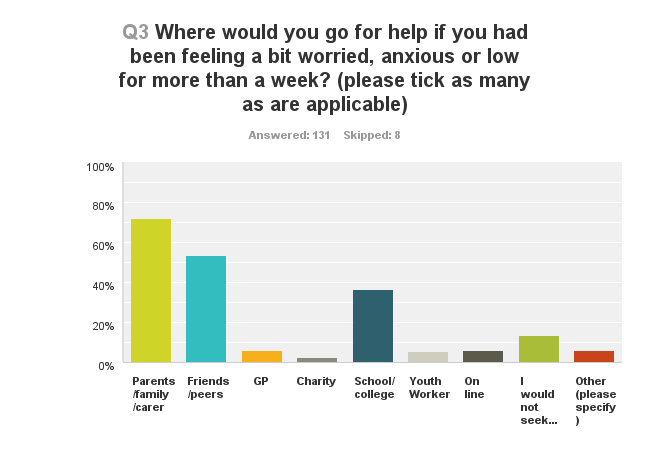 Q3 Where would you go for help if you had
been feeling a bit worried, anxious or low
for more than a week? (please tick as many
as are applicable)
Answered: 131 Skipped: 8
100%
80%
60%
40%
20%
0%
Parents
/family
/carer
Friends
/peers
GP
Charity
School/
college
Youth
Worker
On
line
I
would
not
seek...
Other
(please
specify
)